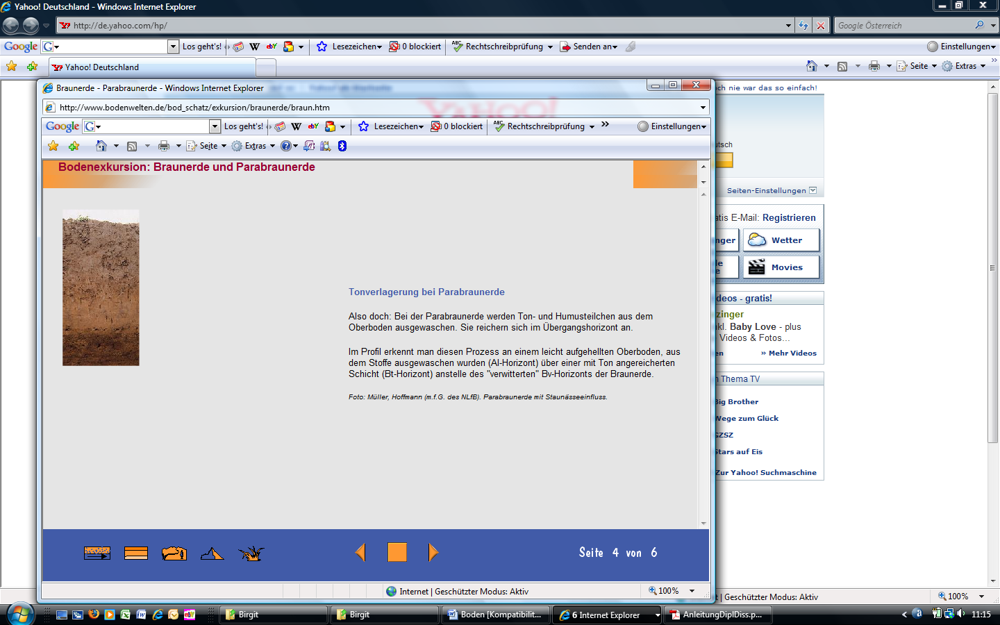 Yahoo! Deutschland - Windows Internet Explorer
http://de.yahoo.com/hp/
Google Österreich
Google
G
Los geht's!
W
ebY
Lesezeichen
0 blockiert
ABC
Rechtschreibprüfung
Senden an
Einstellungen
Yahoo! Deutschland
Seite
Extras
»
Braunerde - Parabraunerde - Windows Internet Explorer
och nie war das so einfach!
http://www.bodenwelten.de/bod_schatz/exkursion/braunerde/braun.htm
YAHOO!
Google
G
Los geht's!
W
ebY
Lesezeichen
0 blockiert
ABC
Rechtschreibprüfung
»
Einstellungen
Seite
Extras
utsch
Bodenexkursion: Braunerde und Parabraunerde
Seiten-Einstellungen
atis E-Mail: Registrieren
nger
Wetter
le
e
Movies
Tonverlagerung bei Parabraunerde
Also doch: Bei der Parabraunerde werden Ton- und Humusteilchen aus dem
Oberboden ausgewaschen. Sie reichern sich im Übergangshorizont an.
Im Profil erkennt man diesen Prozess an einem leicht aufgehellten Oberboden, aus
dem Stoffe ausgewaschen wurden (Al-Horizont) über einer mit Ton angereicherten
Schicht (Bt-Horizont) anstelle des "verwitterten" Bv-Horizonts der Braunerde.
Foto: Müller, Hoffmann (m.f.G. des NLfB). Parabraunerde mit Staunässeeinfluss.
deos - gratis!
zinger
kl. Baby Love - plus
Videos & Fotos...
en
» Mehr Videos
n Thema TV
Big Brother
Wege zum Glück
GZSZ
Stars auf Eis
Zur Yahoo! Suchmaschine
Seite 4 von 6
Internet | Geschützter Modus: Aktiv
100%
t | Geschützter Modus: Aktiv
100%
Birgit
Birgit
Boden [Kompatibilit...
6 Internet Explorer
AnleitungDiplDiss.p...
11:15